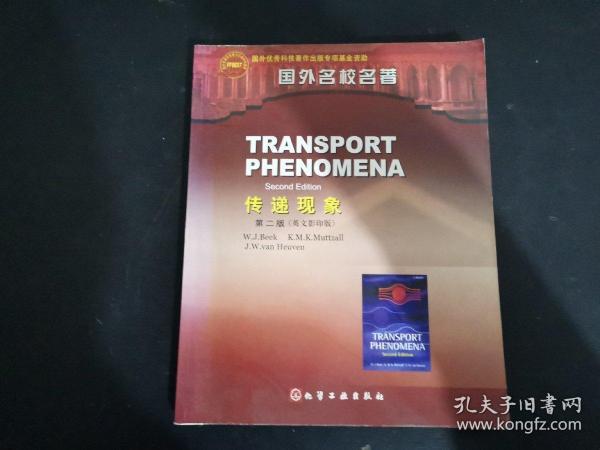 国外优秀科技著作出版专项基金资助
国外名校名著
TRANSPORT
PHENOMENA
Second Edition
传递现象
第二版(英文影印版)
W.J.Beek K.M.K.Muttzall
J.W.van Heuven
TRANSPORT
PHENOMENA
Second Edition
化学工业出版社
孔夫子旧书网
www.kongfz.com